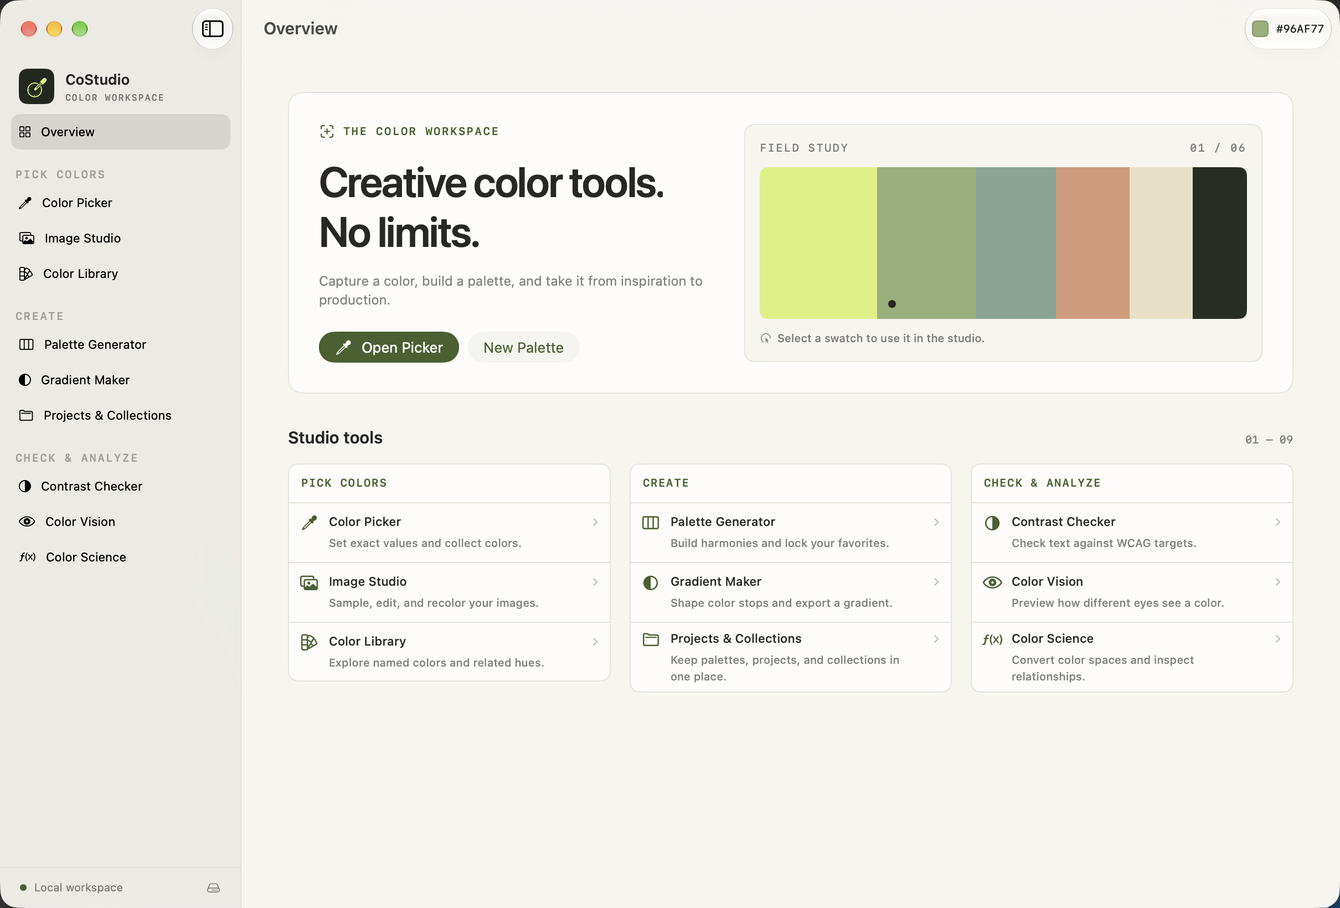 Overview
#96AF77
CoStudio
COLOR WORKSPACE
Overview
PICK COLORS
Color Picker
Image Studio
Color Library
CREATE
Palette Generator
Gradient Maker
Projects & Collections
CHECK & ANALYZE
Contrast Checker
Color Vision
f(x) Color Science
Local workspace
THE COLOR WORKSPACE
Creative color tools.
No limits.
Capture a color, build a palette, and take it from inspiration to
production.
Open Picker
New Palette
FIELD STUDY
01 / 06
Select a swatch to use it in the studio.
Studio tools
01 — 09
PICK COLORS
Color Picker
Set exact values and collect colors.
Image Studio
Sample, edit, and recolor your images.
Color Library
Explore named colors and related hues.
CREATE
Palette Generator
Build harmonies and lock your favorites.
Gradient Maker
Shape color stops and export a gradient.
Projects & Collections
Keep palettes, projects, and collections in
one place.
CHECK & ANALYZE
Contrast Checker
Check text against WCAG targets.
Color Vision
Preview how different eyes see a color.
f(x) Color Science
Convert color spaces and inspect
relationships.